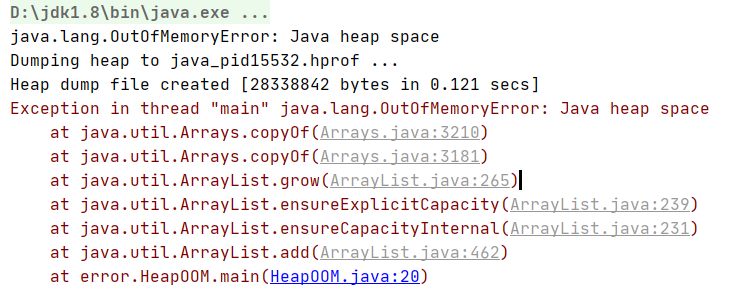 D:\jdk1.8\bin\java.exe ...
java.lang.OutOfMemoryError: Java heap space
Dumping heap to java_pid15532.hprof ...
Heap dump file created [28338842 bytes in 0.121 secs]
Exception in thread "main" java.lang.OutOfMemoryError: Java heap space
    at java.util.Arrays.copyOf(Arrays.java:3210)
    at java.util.Arrays.copyOf(Arrays.java:3181)
    at java.util.ArrayList.grow(ArrayList.java:265)
    at java.util.ArrayList.ensureExplicitCapacity(ArrayList.java:239)
    at java.util.ArrayList.ensureCapacityInternal(ArrayList.java:231)
    at java.util.ArrayList.add(ArrayList.java:462)
    at error.HeapOOM.main(HeapOOM.java:20)